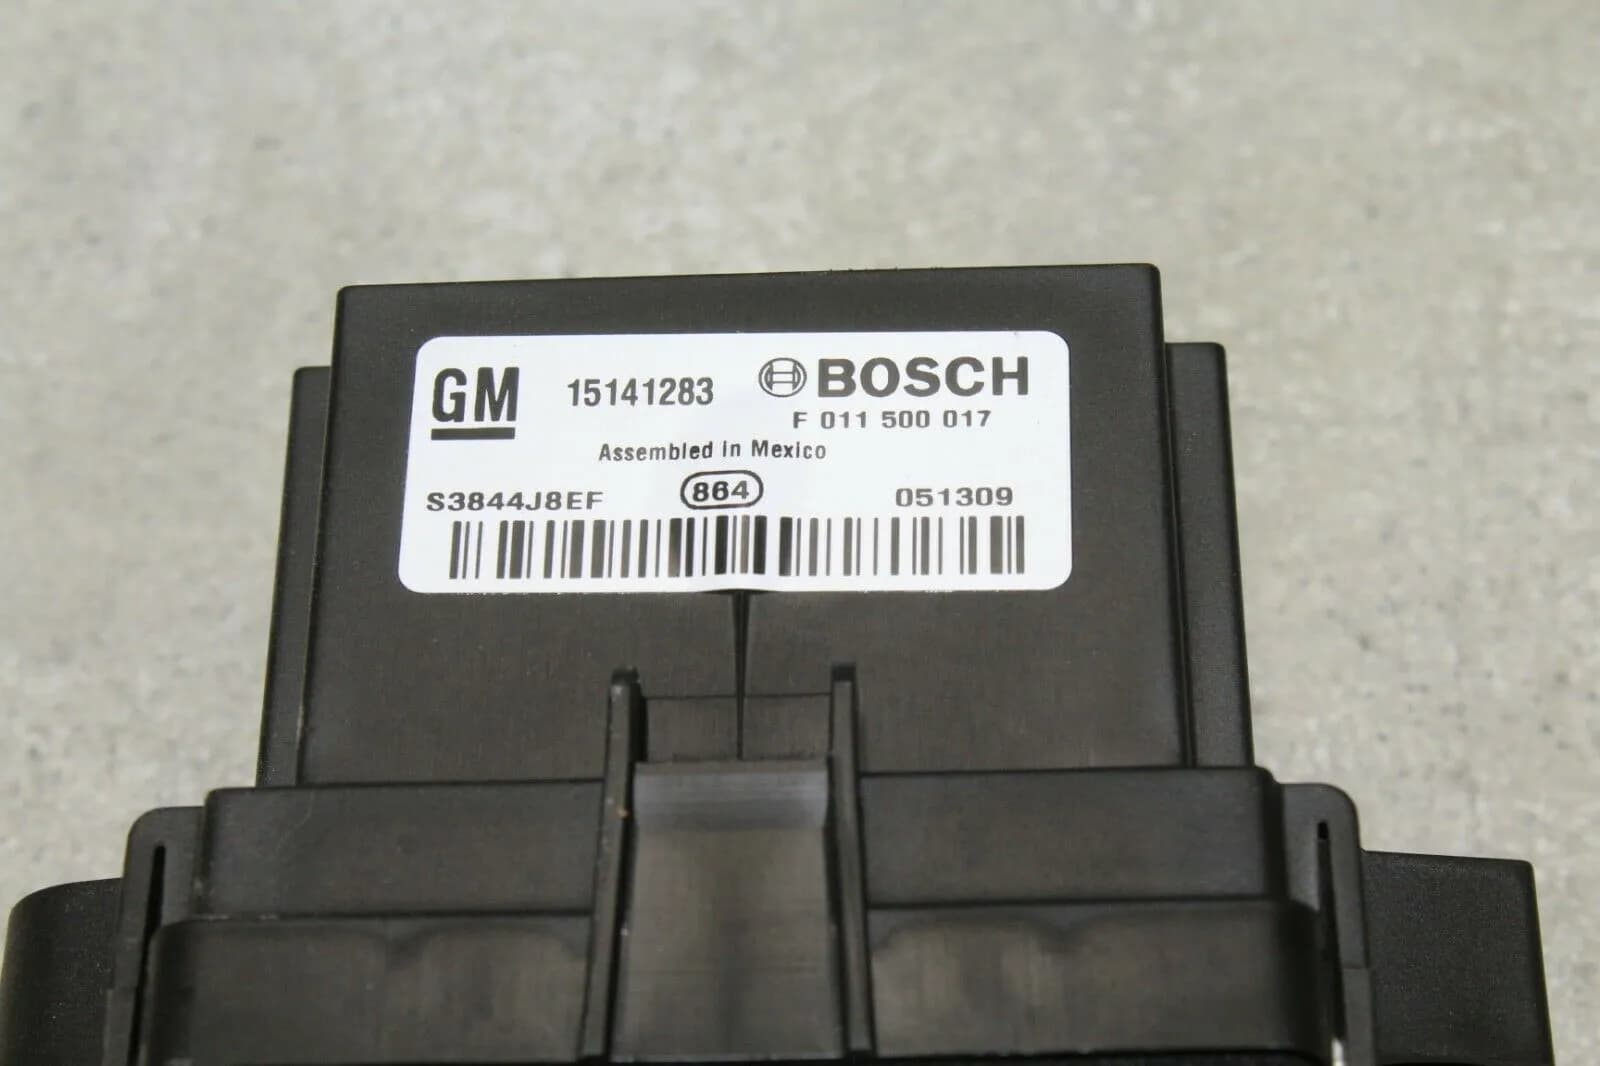 GM 15141283 BOSCH
F 011 500 017
Assembled in Mexico
S3844J8EF 864 051309